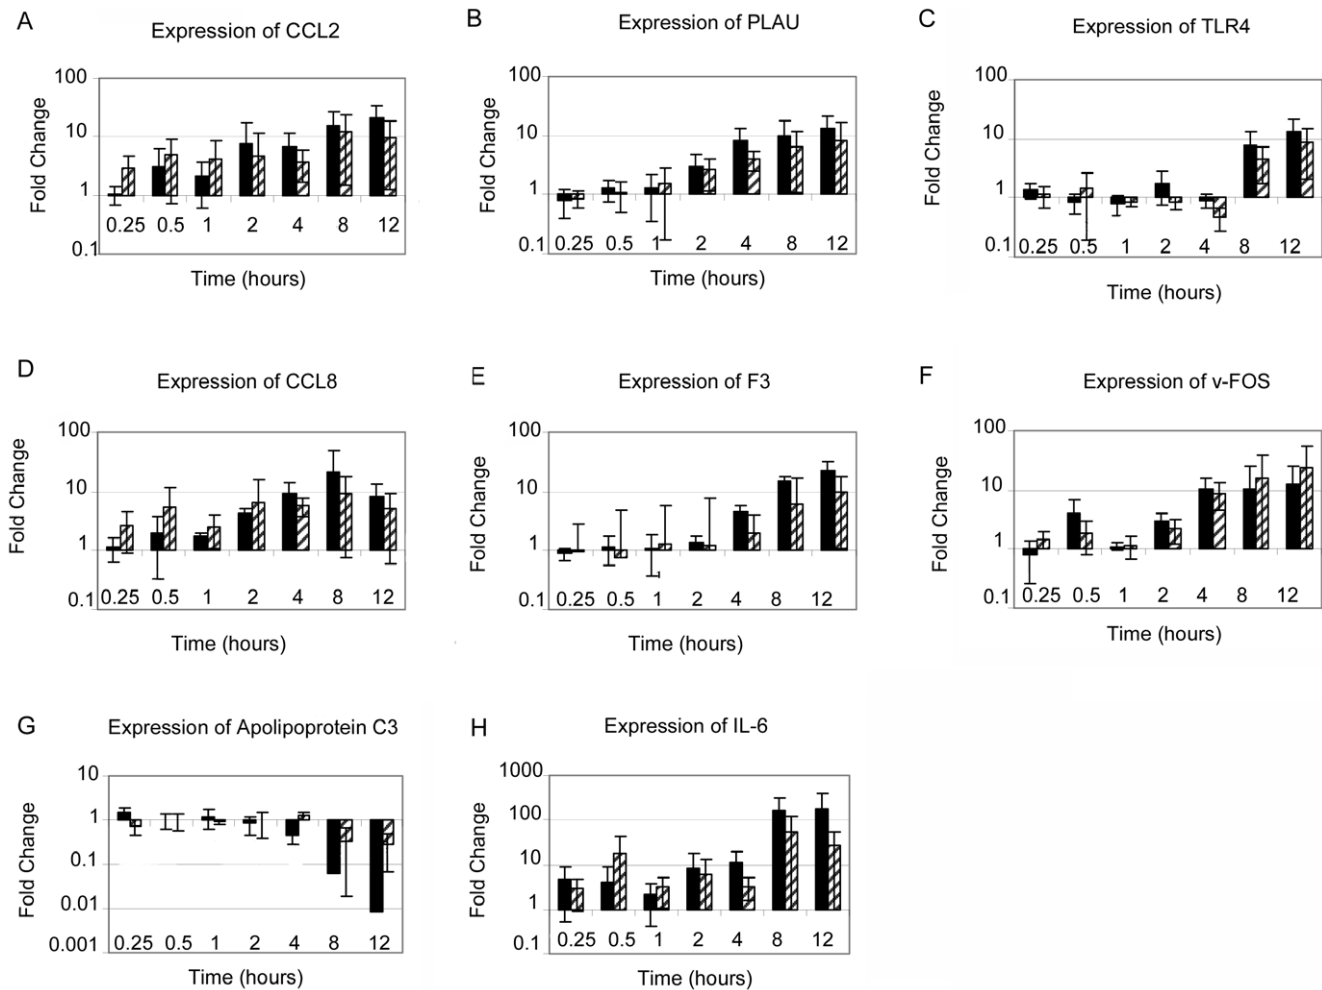 A
Expression of CCL2
Fold Change
100
10
1
0.1
0.25 0.5 1 2 4 8 12
Time (hours)
B
Expression of PLAU
Fold Change
100
10
1
0.1
0.25 0.5 1 2 4 8 12
Time (hours)
C
Expression of TLR4
Fold Change
100
10
1
0.1
0.25 0.5 1 2 4 8 12
Time (hours)
D
Expression of CCL8
Fold Change
100
10
1
0.1
0.25 0.5 1 2 4 8 12
Time (hours)
E
Expression of F3
Fold Change
100
10
1
0.1
0.25 0.5 1 2 4 8 12
Time (hours)
F
Expression of v-FOS
Fold Change
100
10
1
0.1
0.25 0.5 1 2 4 8 12
Time (hours)
G
Expression of Apolipoprotein C3
Fold Change
10
1
0.1
0.01
0.001
0.25 0.5 1 2 4 8 12
Time (hours)
H
Expression of IL-6
Fold Change
1000
100
10
1
0.1
0.25 0.5 1 2 4 8 12
Time (hours)